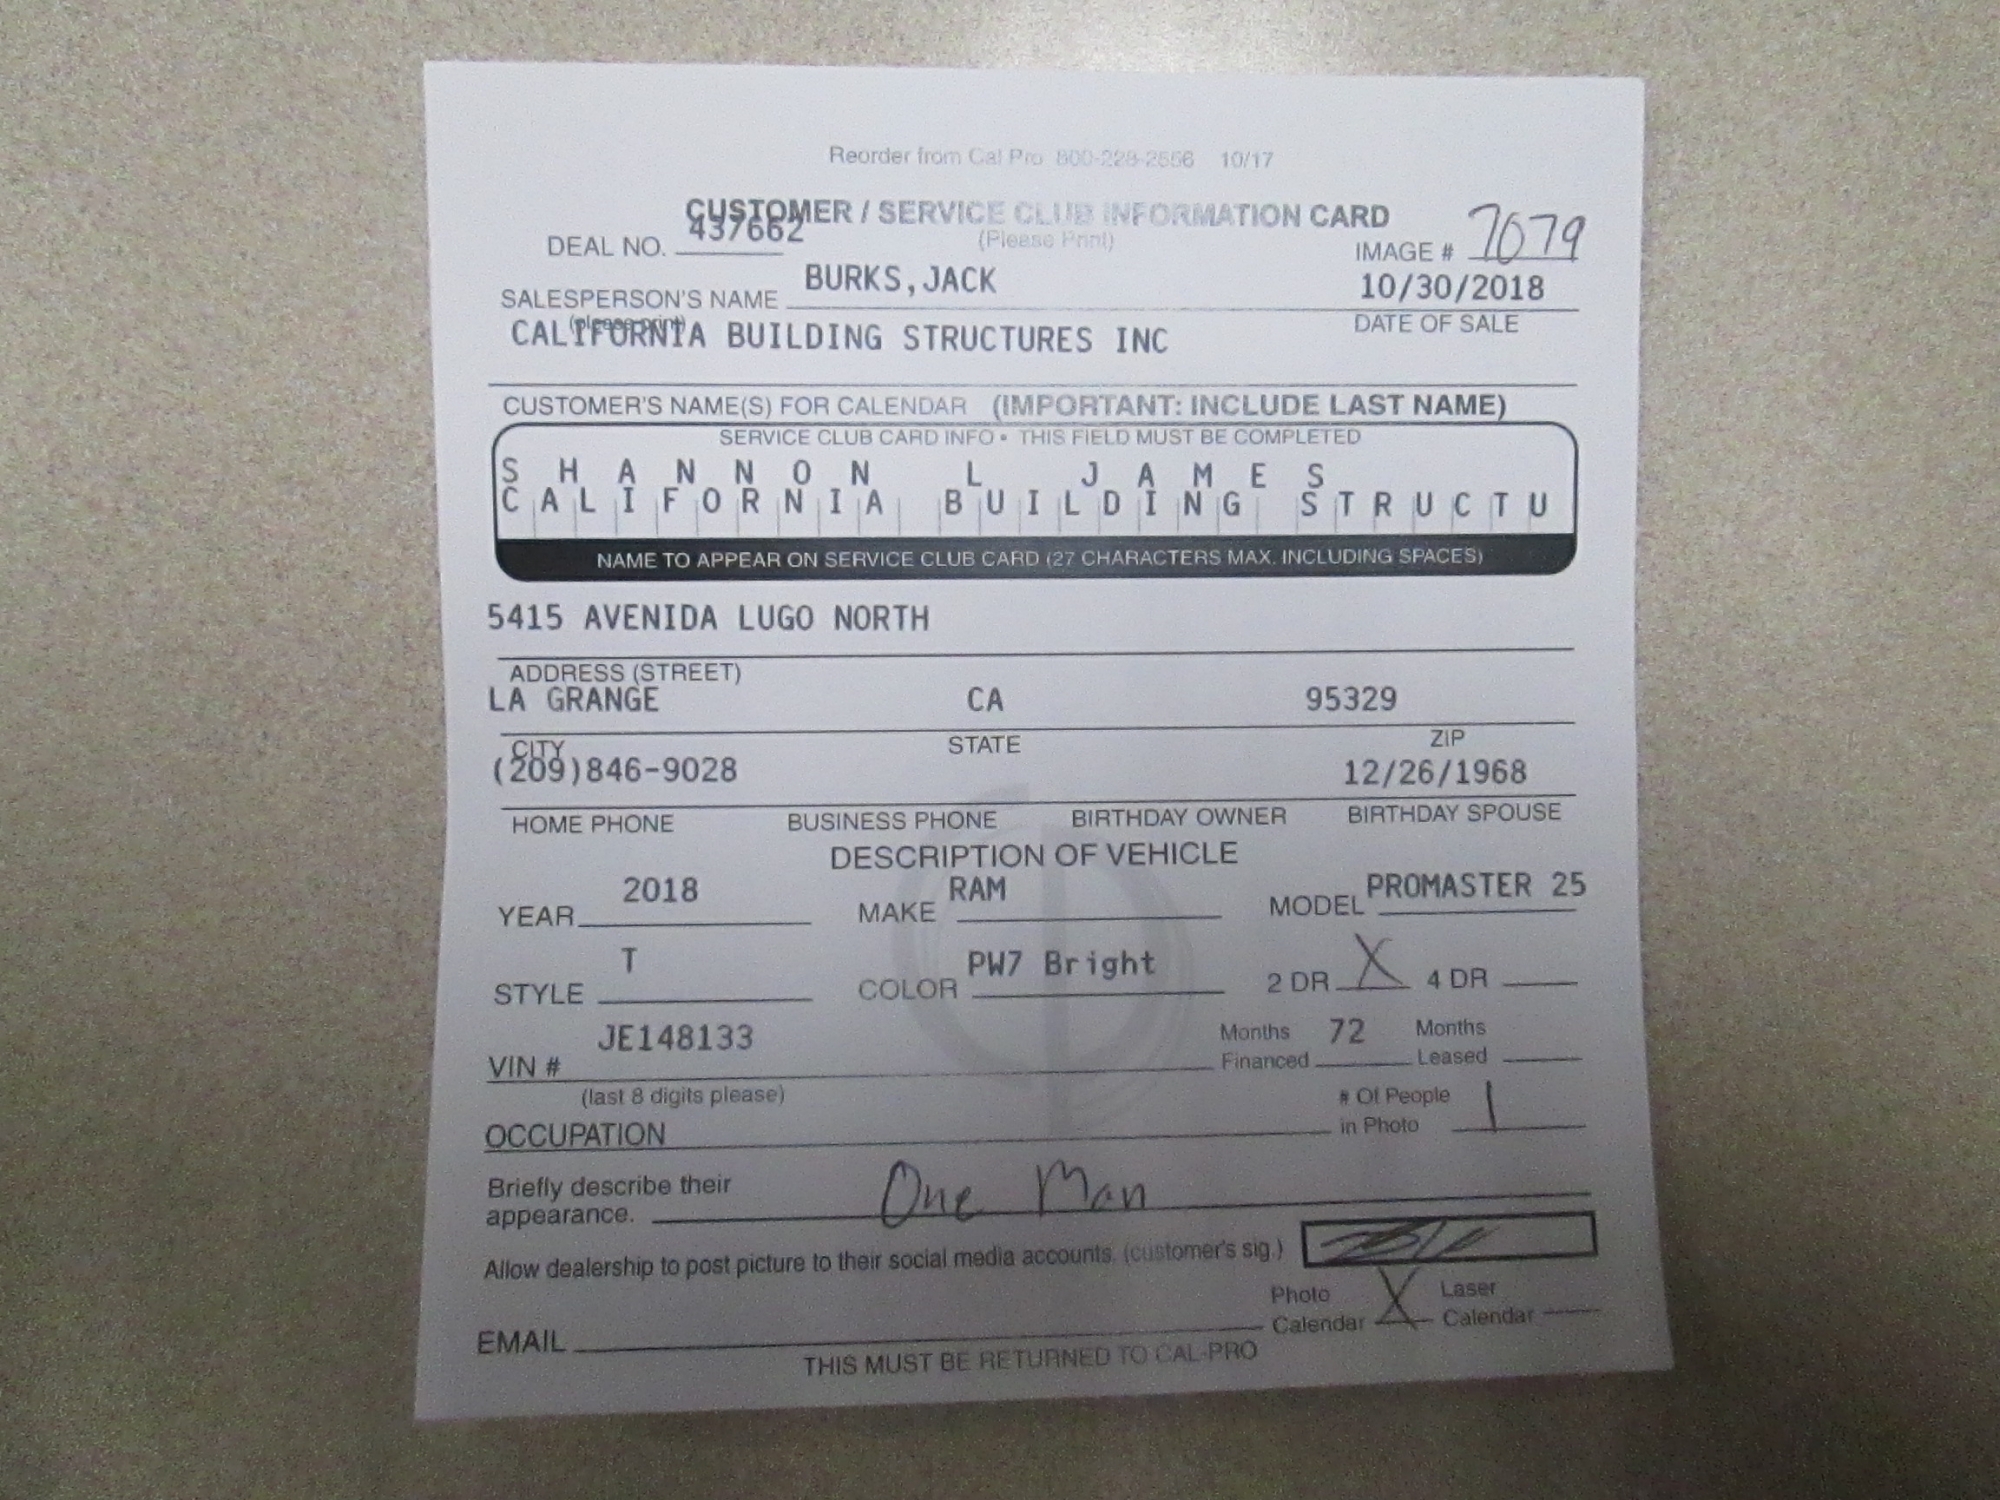 Reorder from Cal Pro 800-228-2556 10/17
CUSTOMER / SERVICE CLUB INFORMATION CARD
(Please Print)
DEAL NO. 437662 IMAGE # 7079
SALESPERSON'S NAME BURKS,JACK 10/30/2018
(please print) DATE OF SALE
CALIFORNIA BUILDING STRUCTURES INC
CUSTOMER'S NAME(S) FOR CALENDAR (IMPORTANT: INCLUDE LAST NAME)
SERVICE CLUB CARD INFO • THIS FIELD MUST BE COMPLETED
SHANNON L JAMES
CALIFORNIA BUILDING STRUCTU
NAME TO APPEAR ON SERVICE CLUB CARD (27 CHARACTERS MAX. INCLUDING SPACES)
5415 AVENIDA LUGO NORTH
ADDRESS (STREET)
LA GRANGE CA 95329
CITY STATE ZIP
(209)846-9028 12/26/1968
HOME PHONE BUSINESS PHONE BIRTHDAY OWNER BIRTHDAY SPOUSE
DESCRIPTION OF VEHICLE
YEAR 2018 MAKE RAM MODEL PROMASTER 25
STYLE T COLOR PW7 Bright 2 DR X 4 DR
VIN # JE148133 Months Financed 72 Months Leased
(last 8 digits please)
OCCUPATION # Of People in Photo 1
Briefly describe their appearance. One Man
Allow dealership to post picture to their social media accounts. (customer's sig.)
EMAIL Photo Calendar X Laser Calendar
THIS MUST BE RETURNED TO CAL-PRO